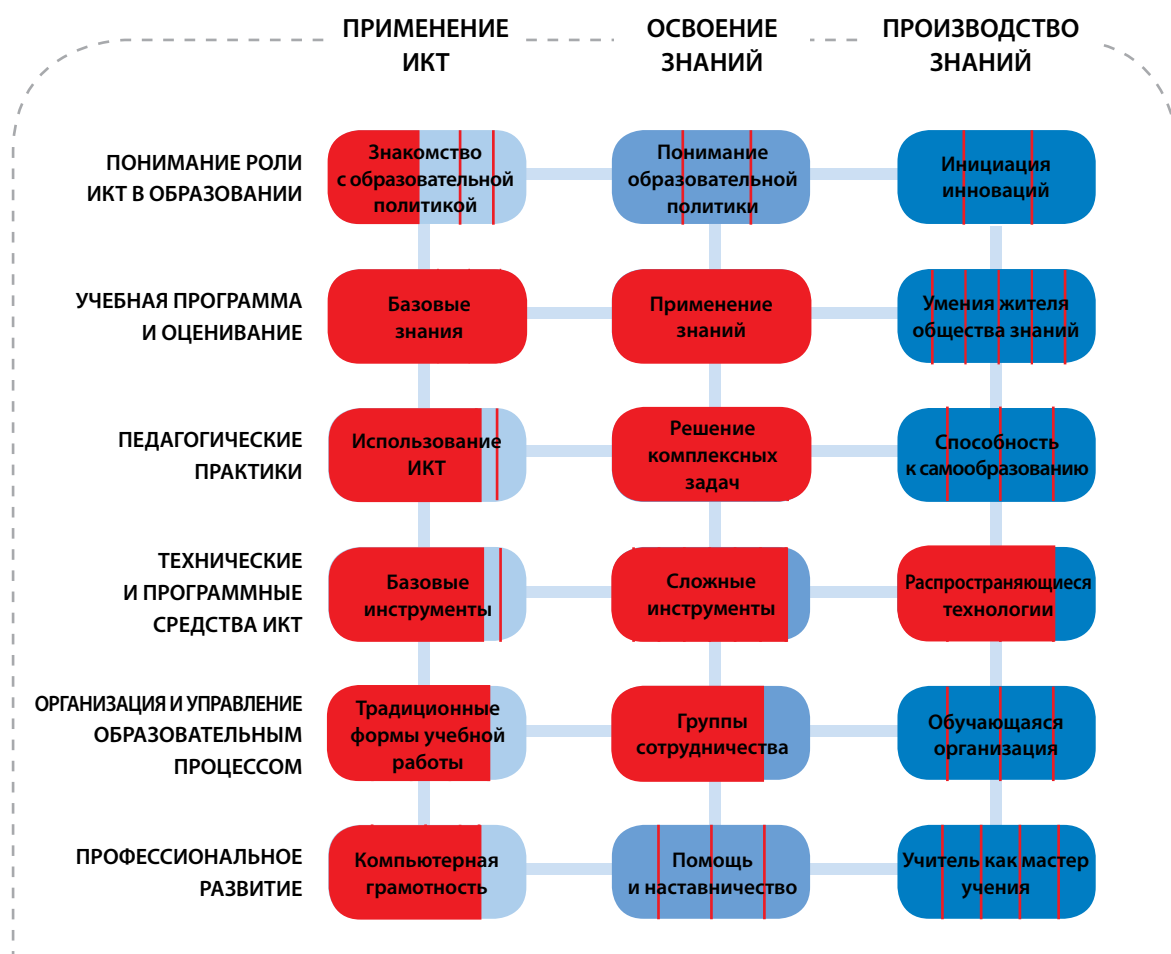 ПРИМЕНЕНИЕ
ИКТ
ОСВОЕНИЕ
ЗНАНИЙ
ПРОИЗВОДСТВО
ЗНАНИЙ
ПОНИМАНИЕ РОЛИ
ИКТ В ОБРАЗОВАНИИ
Знакомство
с образовательной
политикой
Понимание
образовательной
политики
Инициация
инноваций
УЧЕБНАЯ ПРОГРАММА
И ОЦЕНИВАНИЕ
Базовые
знания
Применение
знаний
Умения жителя
общества знаний
ПЕДАГОГИЧЕСКИЕ
ПРАКТИКИ
Использование
ИКТ
Решение
комплексных
задач
Способность
к самообразованию
ТЕХНИЧЕСКИЕ
И ПРОГРАММНЫЕ
СРЕДСТВА ИКТ
Базовые
инструменты
Сложные
инструменты
Распространяющиеся
технологии
ОРГАНИЗАЦИЯ И УПРАВЛЕНИЕ
ОБРАЗОВАТЕЛЬНЫМ
ПРОЦЕССОМ
Традиционные
формы учебной
работы
Группы
сотрудничества
Обучающаяся
организация
ПРОФЕССИОНАЛЬНОЕ
РАЗВИТИЕ
Компьютерная
грамотность
Помощь
и наставничество
Учитель как мастер
учения